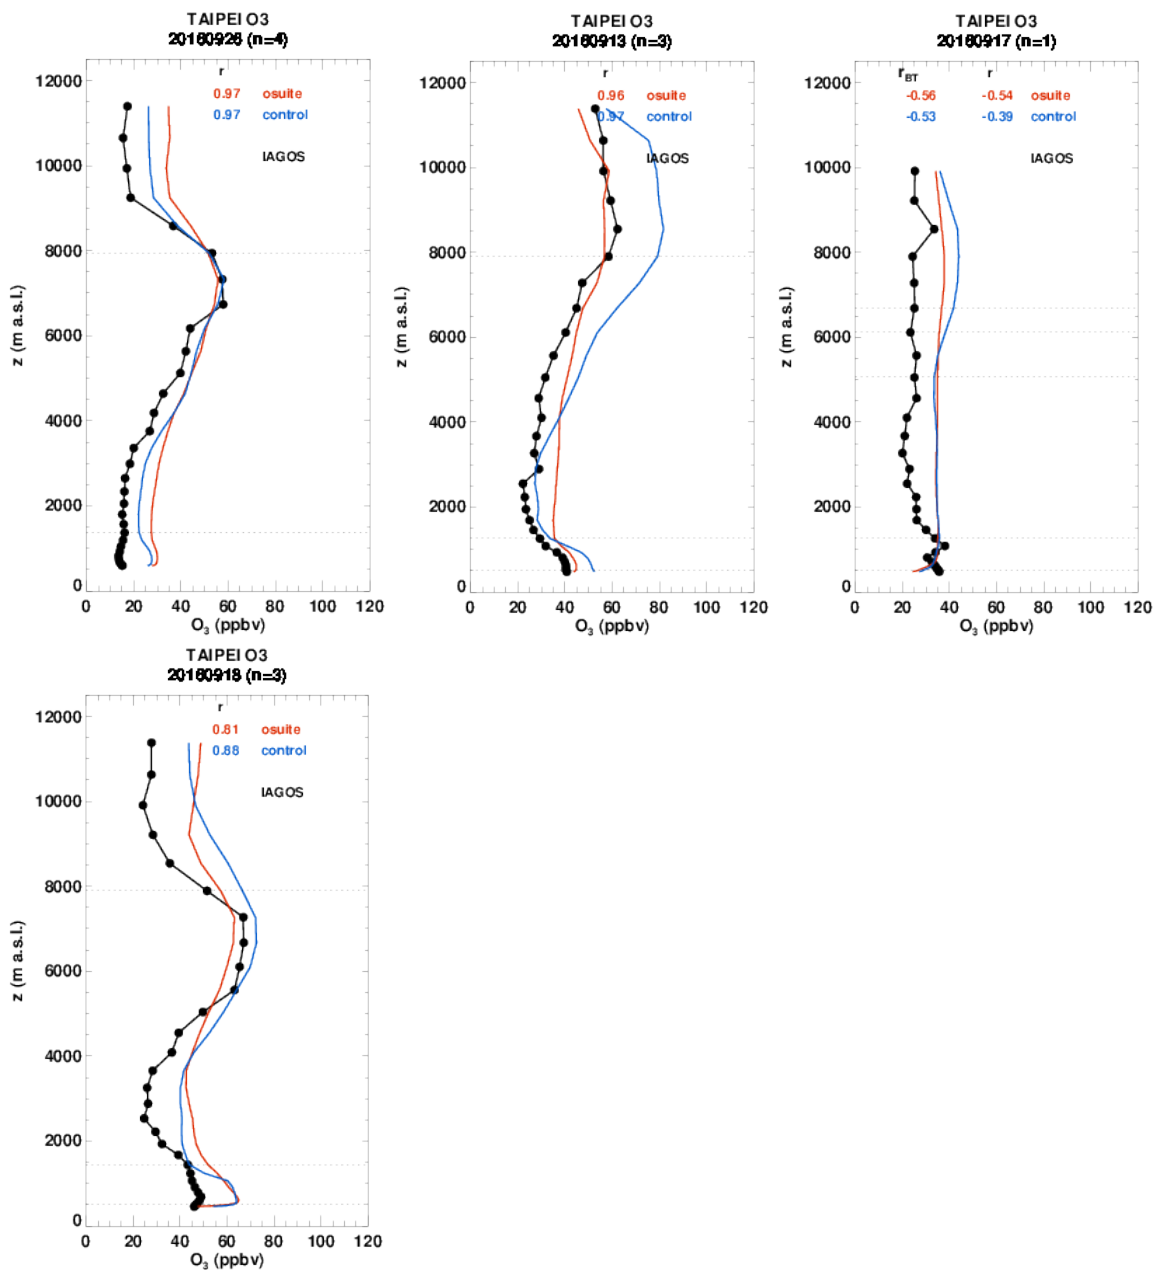 TAIPEI O3
(n=4)
r
0.97 osuite
0.97 control
IAGOS
12000
10000
8000
6000
4000
2000
0
z (m a.s.l.)
0 20 40 60 80 100 120
O3 (ppbv)
TAIPEI O3
(n=3)
r
0.96 osuite
0.97 control
IAGOS
12000
10000
8000
6000
4000
2000
0
z (m a.s.l.)
0 20 40 60 80 100 120
O3 (ppbv)
TAIPEI O3
(n=1)
rBT r
-0.56 -0.54 osuite
-0.53 -0.39 control
IAGOS
12000
10000
8000
6000
4000
2000
0
z (m a.s.l.)
0 20 40 60 80 100 120
O3 (ppbv)
TAIPEI O3
(n=3)
r
0.81 osuite
0.88 control
IAGOS
12000
10000
8000
6000
4000
2000
0
z (m a.s.l.)
0 20 40 60 80 100 120
O3 (ppbv)